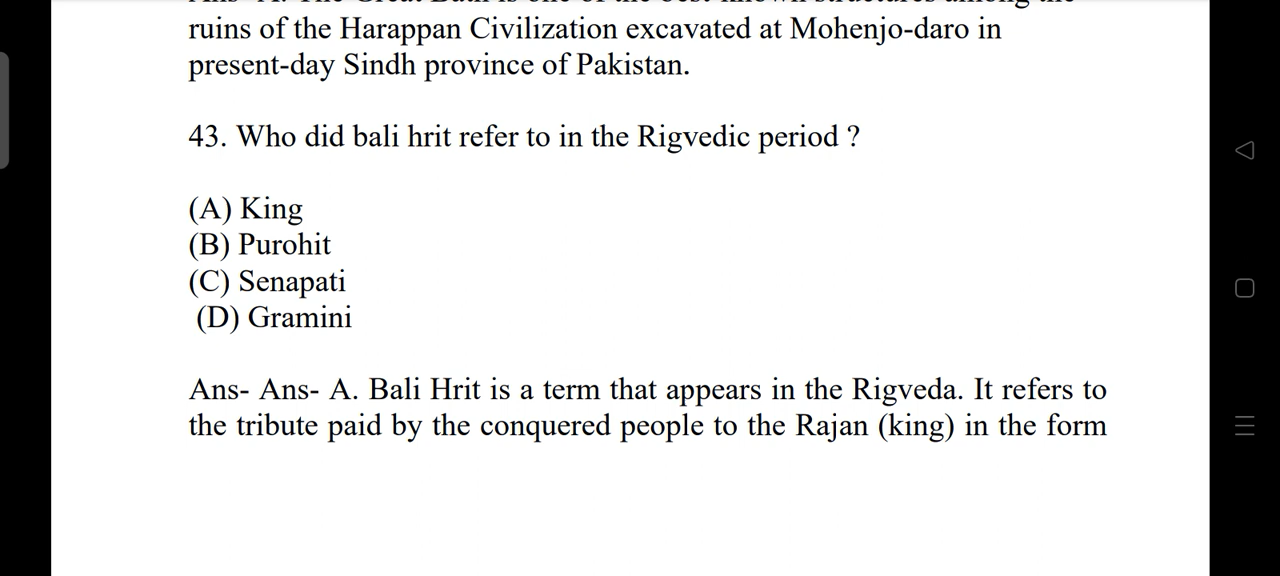 ruins of the Harappan Civilization excavated at Mohenjo-daro in
present-day Sindh province of Pakistan.
43. Who did bali hrit refer to in the Rigvedic period ?
(A) King
(B) Purohit
(C) Senapati
(D) Gramini
Ans- Ans- A. Bali Hrit is a term that appears in the Rigveda. It refers to
the tribute paid by the conquered people to the Rajan (king) in the form